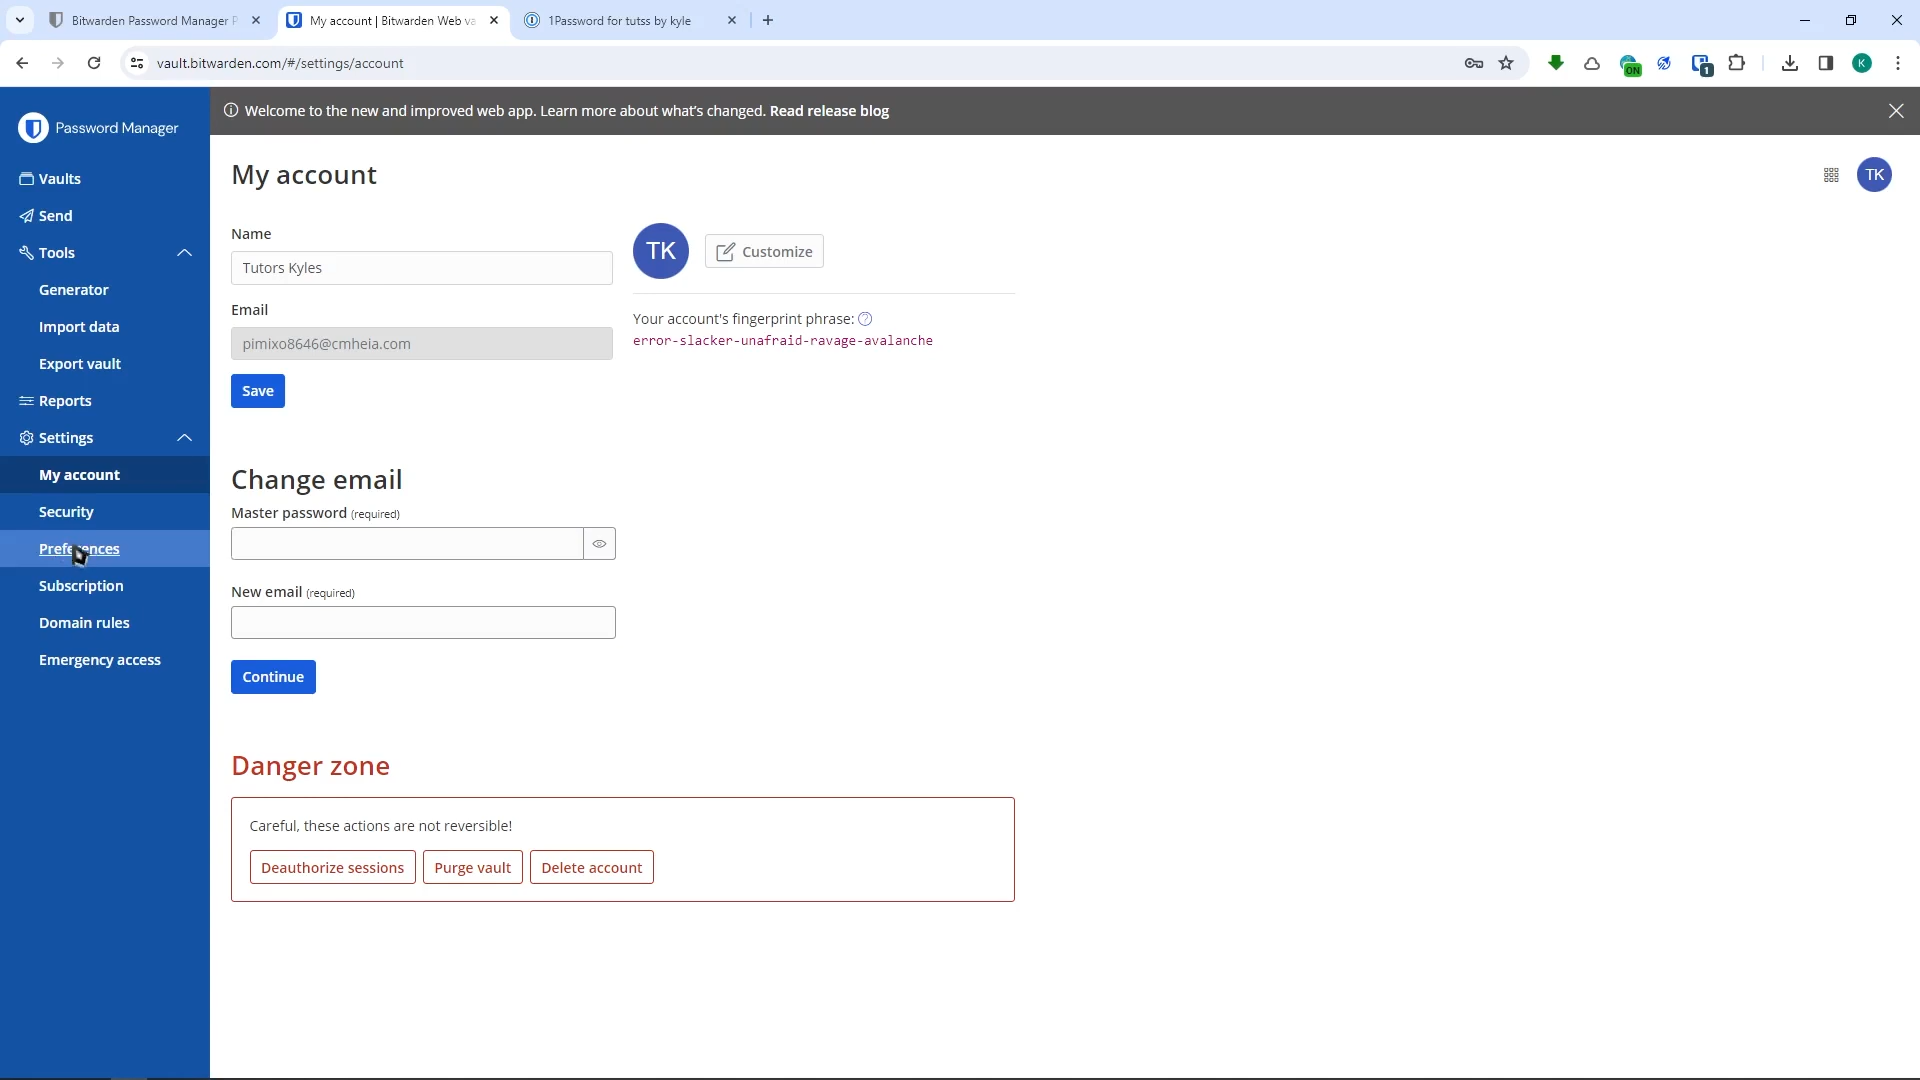 Bitwarden Password Manager P
My account | Bitwarden Web va
1Password for tutss by kyle
vault.bitwarden.com/#/settings/account
ON
1
K
Password Manager
Welcome to the new and improved web app. Learn more about what's changed. Read release blog
Vaults
Send
Tools
Generator
Import data
Export vault
Reports
Settings
My account
Security
Preferences
Subscription
Domain rules
Emergency access
My account
TK
Name
Tutors Kyles
Email
pimixo8646@cmheia.com
Save
TK
Customize
Your account's fingerprint phrase:
error-slacker-unafraid-ravage-avalanche
Change email
Master password (required)
New email (required)
Continue
Danger zone
Careful, these actions are not reversible!
Deauthorize sessions
Purge vault
Delete account